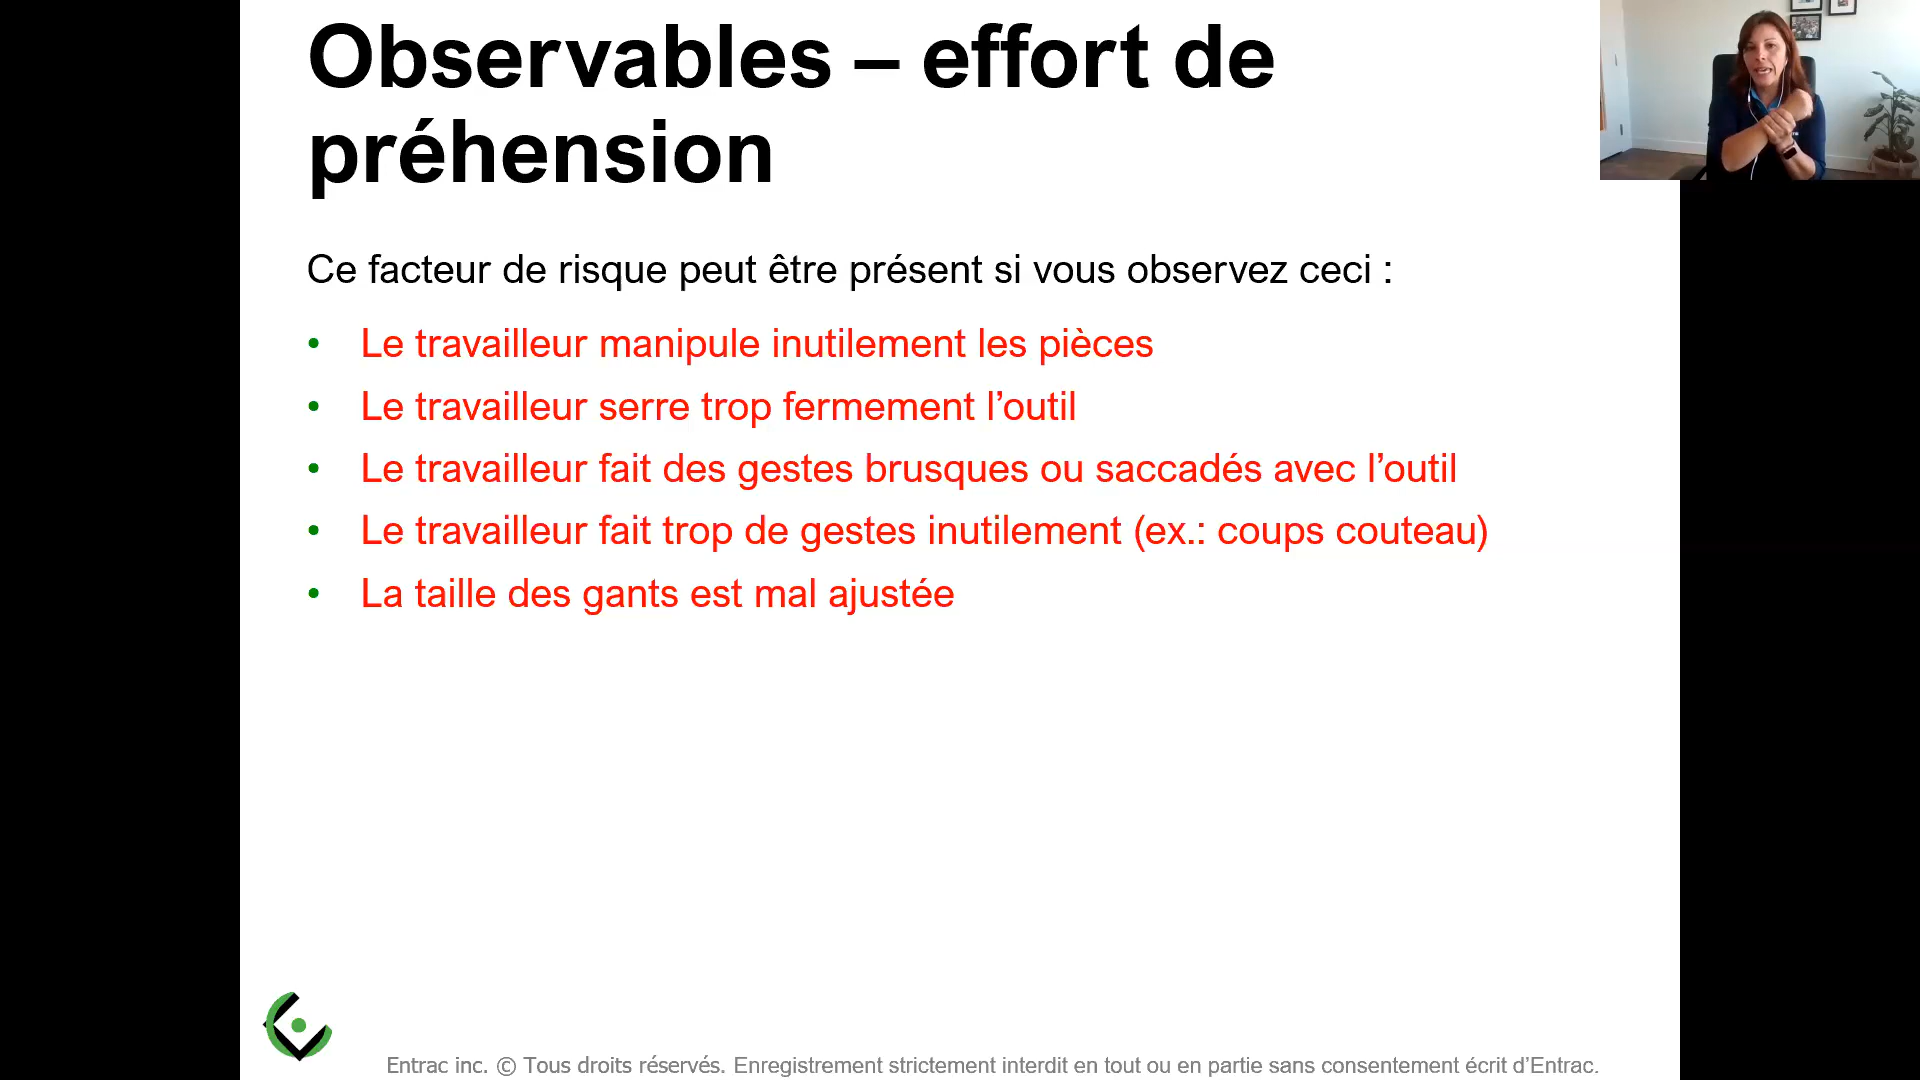 Observables – effort de
préhension
Ce facteur de risque peut être présent si vous observez ceci :
• Le travailleur manipule inutilement les pièces
• Le travailleur serre trop fermement l’outil
• Le travailleur fait des gestes brusques ou saccadés avec l’outil
• Le travailleur fait trop de gestes inutilement (ex.: coups couteau)
• La taille des gants est mal ajustée
Entrac inc. © Tous droits réservés. Enregistrement strictement interdit en tout ou en partie sans consentement écrit d’Entrac.